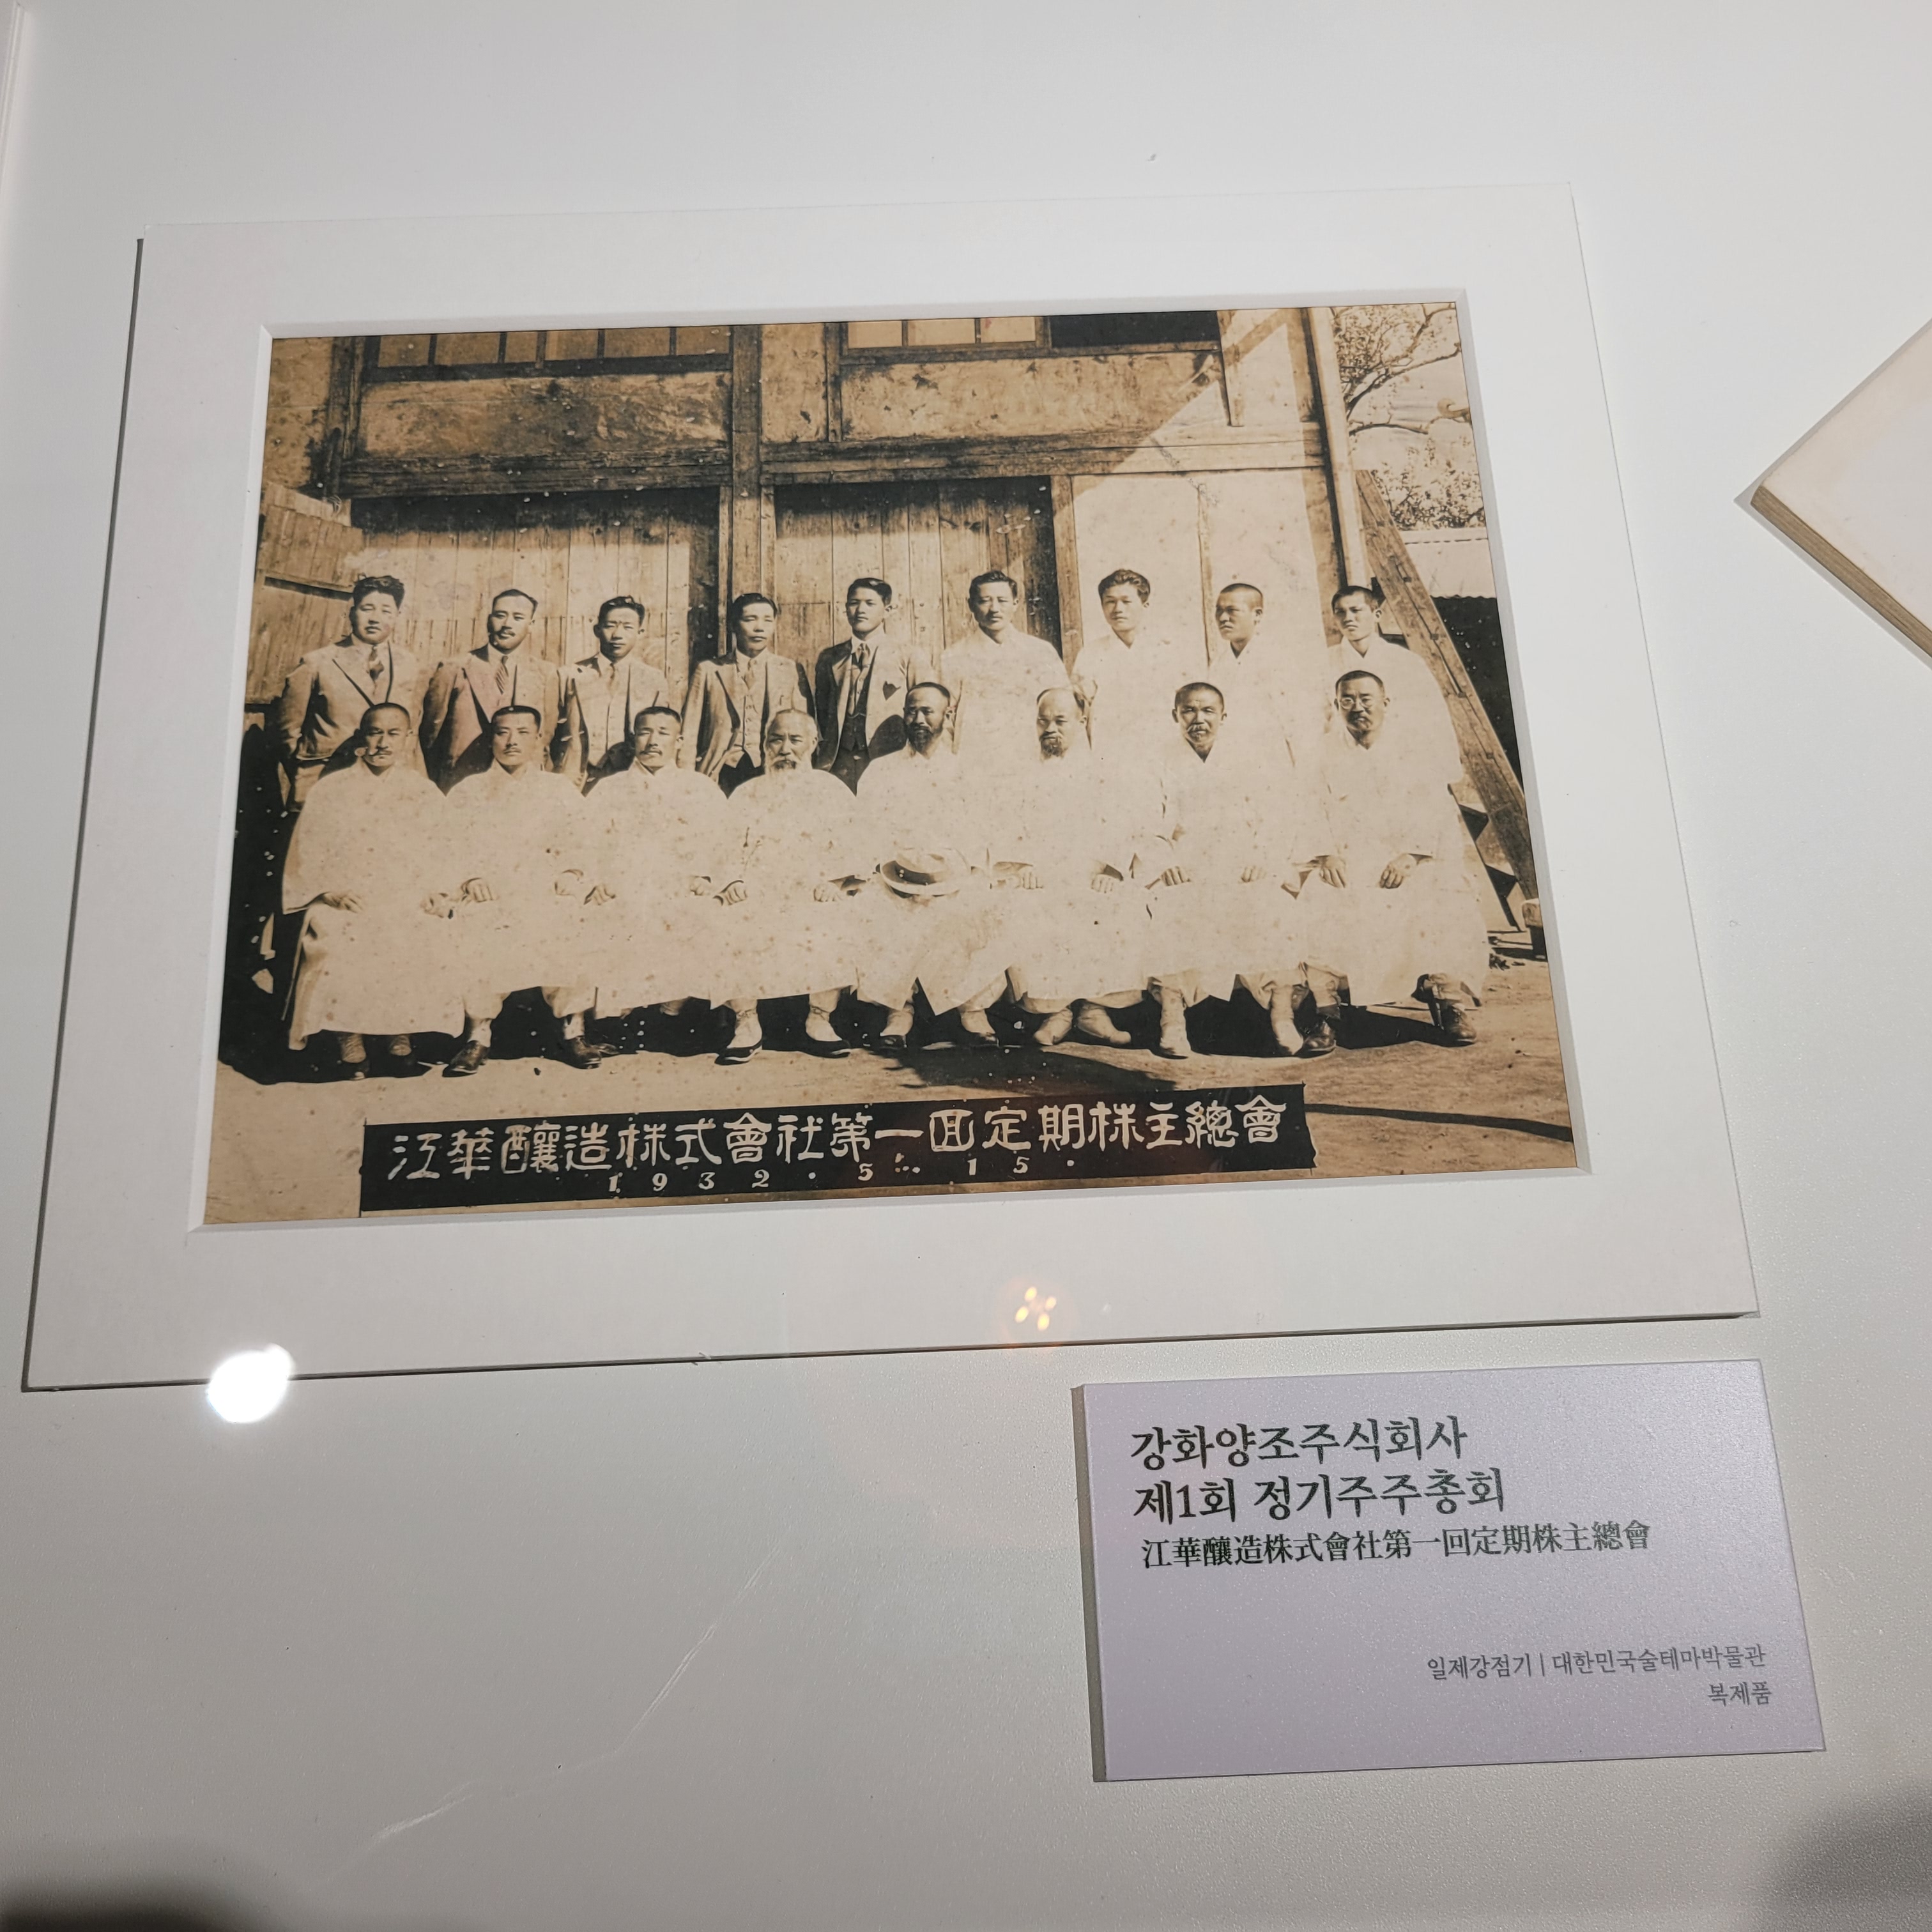 江華釀造株式會社第一回定期株主總會
1932.5.15.
강화양조주식회사
제1회 정기주주총회
江華釀造株式會社第一回定期株主總會
일제강점기 | 대한민국술테마박물관
복제품